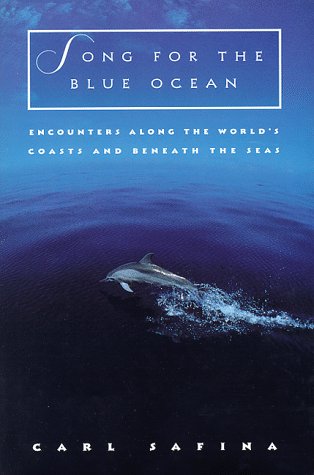 SONG FOR THE
BLUE OCEAN
ENCOUNTERS ALONG THE WORLD'S
COASTS AND BENEATH THE SEAS
CARL SAFINA